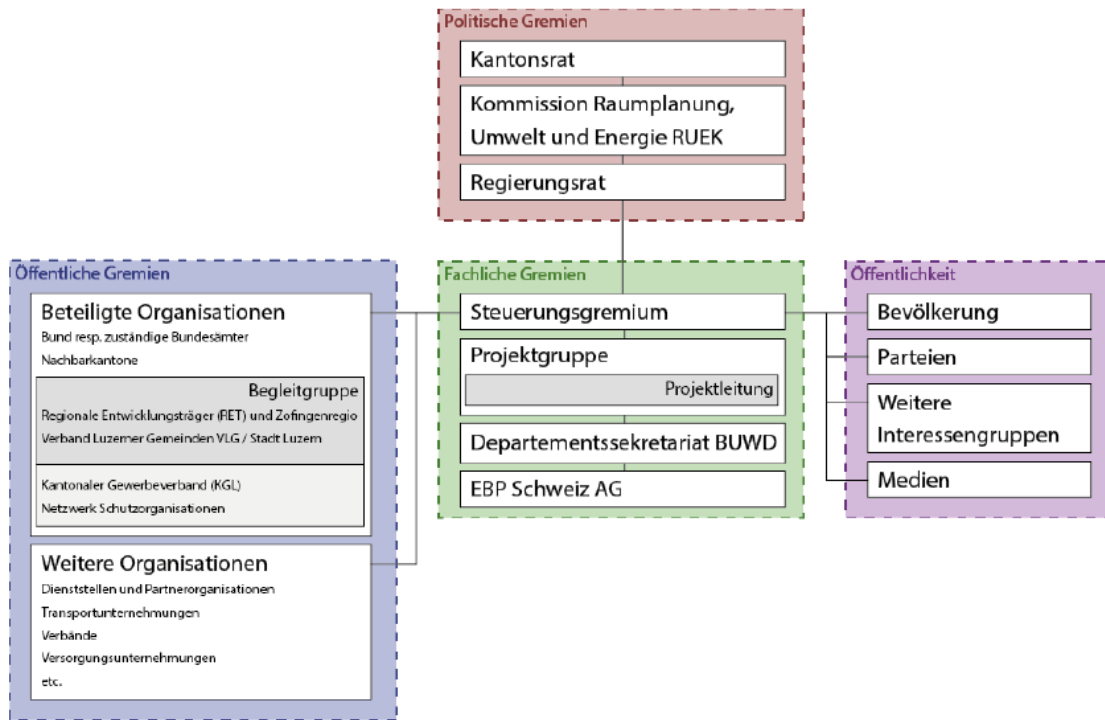 Politische Gremien
Kantonsrat
Kommission Raumplanung,
Umwelt und Energie RUEK
Regierungsrat
Öffentliche Gremien
Beteiligte Organisationen
Bund resp. zuständige Bundesämter
Nachbarkantone
Begleitgruppe
Regionale Entwicklungsträger (RET) und Zofingenregio
Verband Luzerner Gemeinden VLG / Stadt Luzern
Kantonaler Gewerbeverband (KGL)
Netzwerk Schutzorganisationen
Weitere Organisationen
Dienststellen und Partnerorganisationen
Transportunternehmungen
Verbände
Versorgungsunternehmungen
etc.
Fachliche Gremien
Steuerungsgremium
Projektgruppe
Projektleitung
Departementssekretariat BUWD
EBP Schweiz AG
Öffentlichkeit
Bevölkerung
Parteien
Weitere
Interessengruppen
Medien